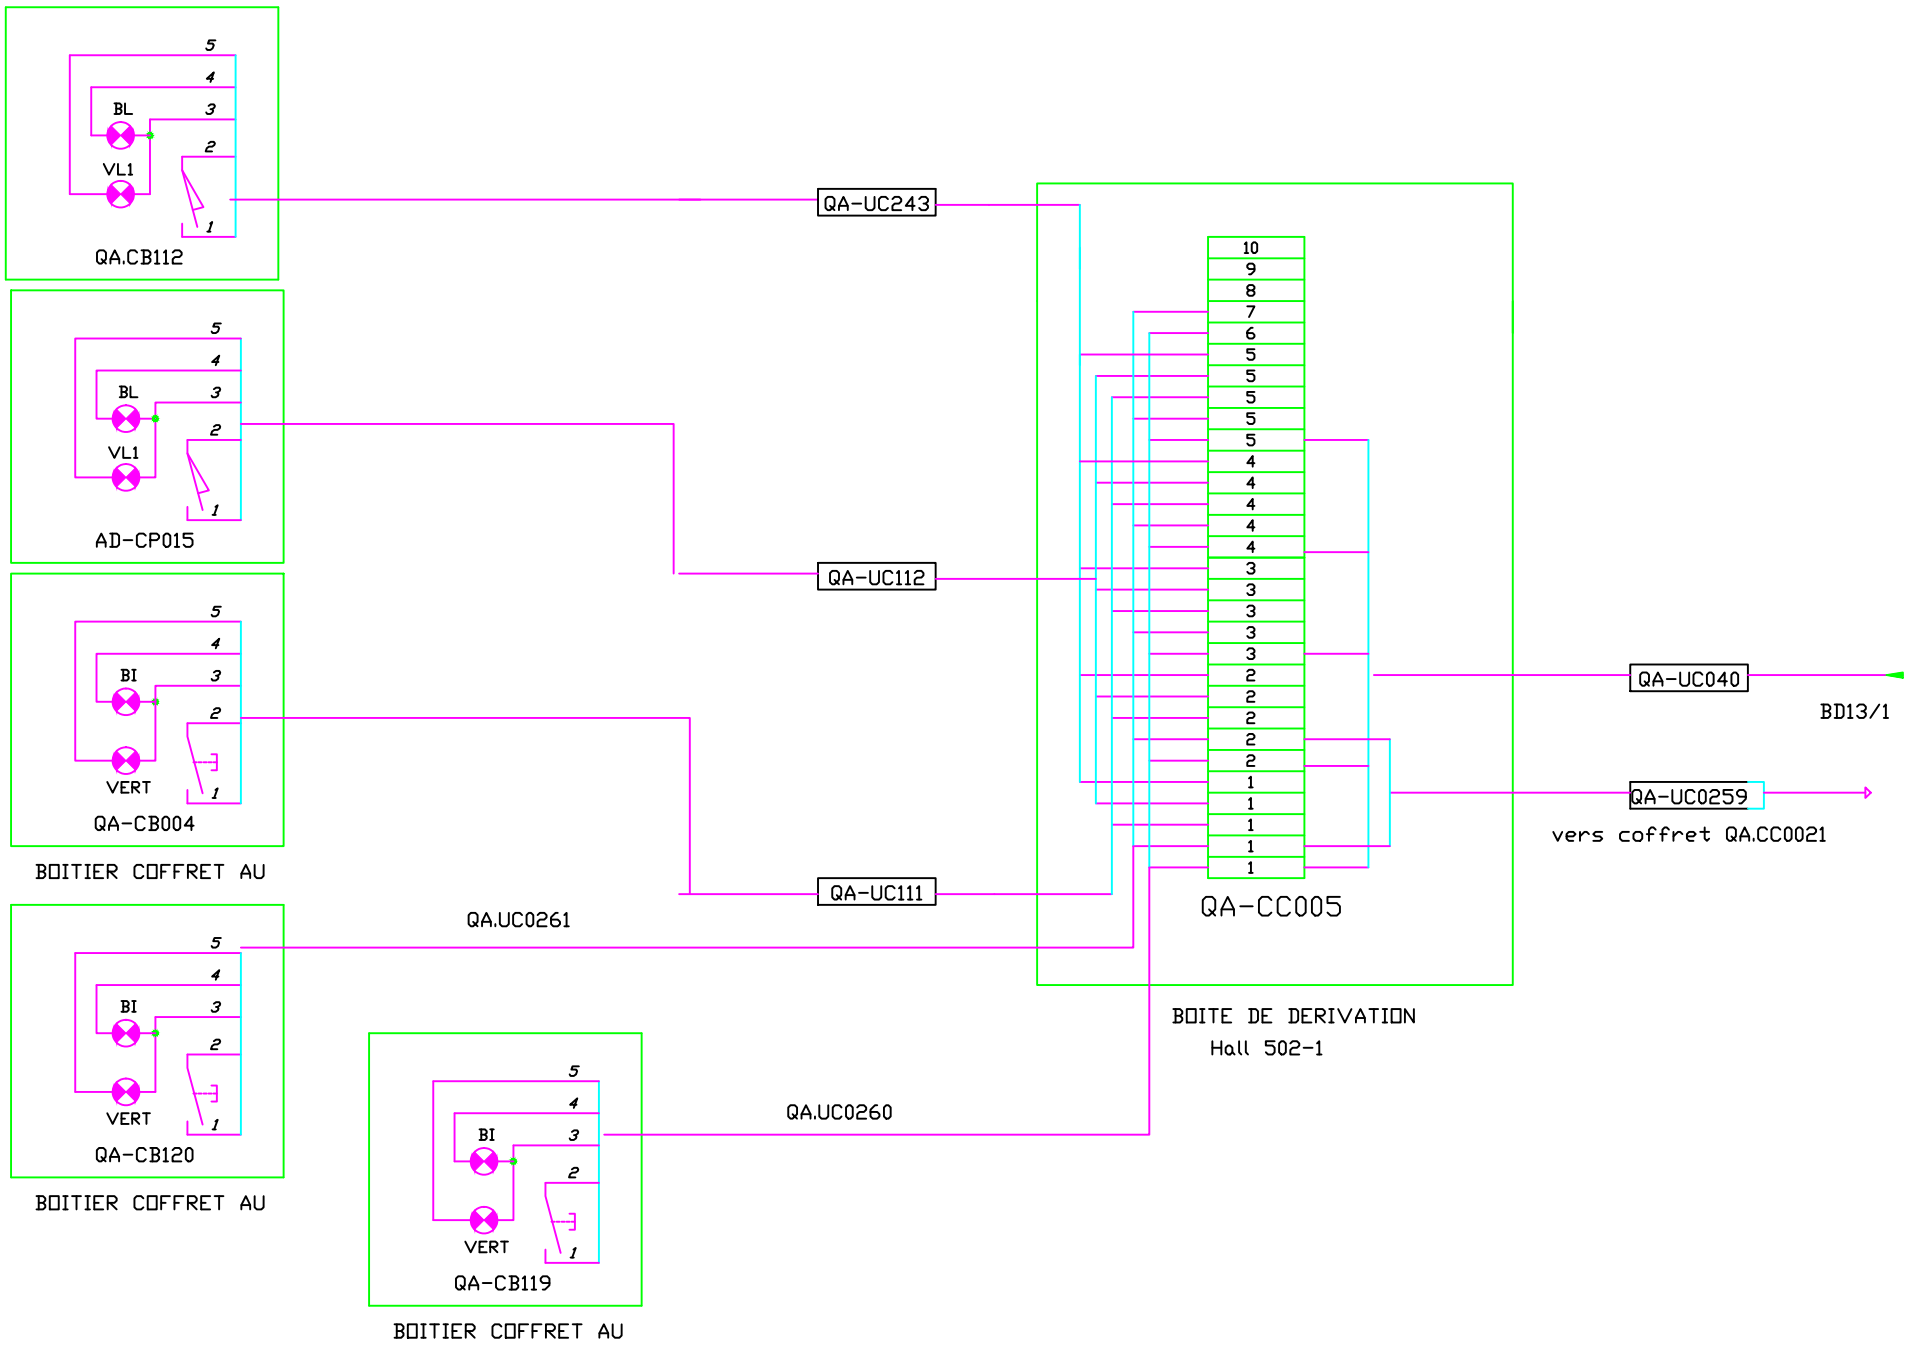 5
4
BL
3
2
VL1
1
QA.CB112
5
4
BL
3
2
VL1
1
AD-CP015
5
4
BI
3
2
VERT
1
QA-CB004
BOITIER COFFRET AU
5
4
BI
3
2
VERT
1
QA-CB120
BOITIER COFFRET AU
5
4
BI
3
2
VERT
1
QA-CB119
BOITIER COFFRET AU
QA-UC243
QA-UC112
QA-UC111
QA.UC0261
QA.UC0260
10
9
8
7
6
5
5
5
5
5
4
4
4
4
4
3
3
3
3
3
2
2
2
2
2
1
1
1
1
1
QA-CC005
BOITE DE DERIVATION
Hall 502-1
QA-UC040
BD13/1
QA-UC0259
vers coffret QA.CC0021